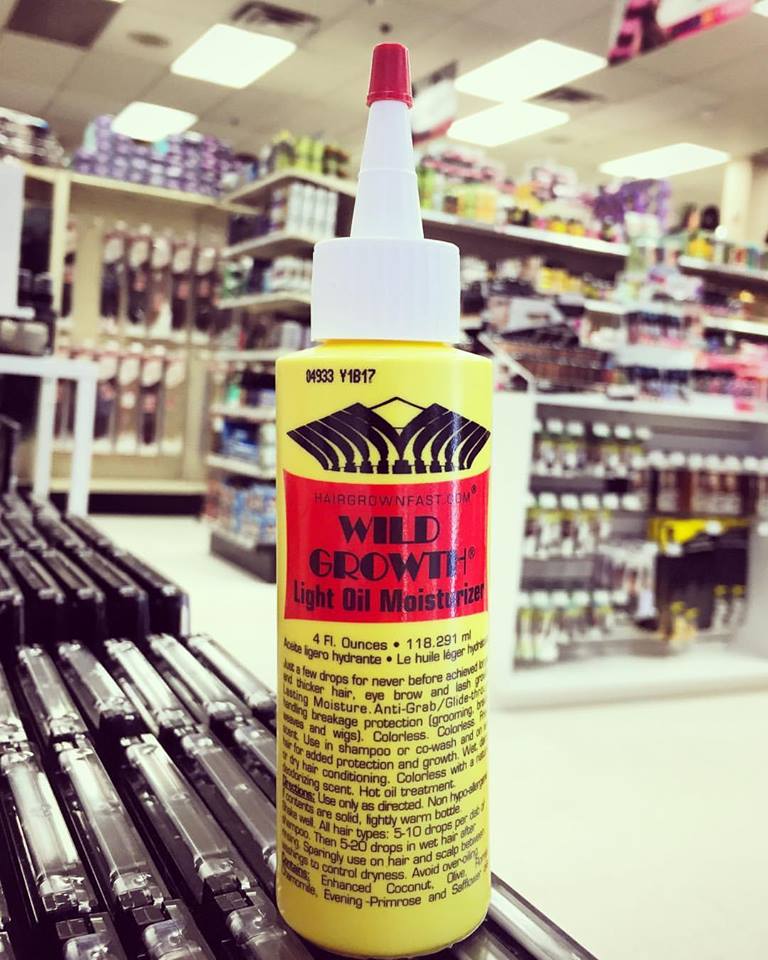 04933 Y1B17
HAIRGROWNFAST.COM®
WILD
GROWTH®
Light Oil Moisturizer
4 Fl. Ounces • 118.291 ml
Aceite ligero hydrante • Le huile léger
Just a few drops for never before achieved
and thicker hair, eye brow and lash
Lasting Moisture. Anti-Grab/Glide
handling breakage protection (grooming,
weaves and wigs). Colorless. Colorless
scent. Use in shampoo or co-wash and on
hair for added protection and growth. Wet,
or dry hair conditioning. Colorless with a
deodorizing scent. Hot oil treatment.
Directions: Use only as directed. Non hypo-allergenic.
If contents are solid, lightly warm bottle.
Shake well. All hair types: 5-10 drops per
shampoo. Then 5-20 drops in wet hair after
Sparingly use on hair and scalp between
washings to control dryness. Avoid over-oiling.
Contains: Enhanced Coconut, Olive,
Chamomile, Evening-Primrose and Safflower